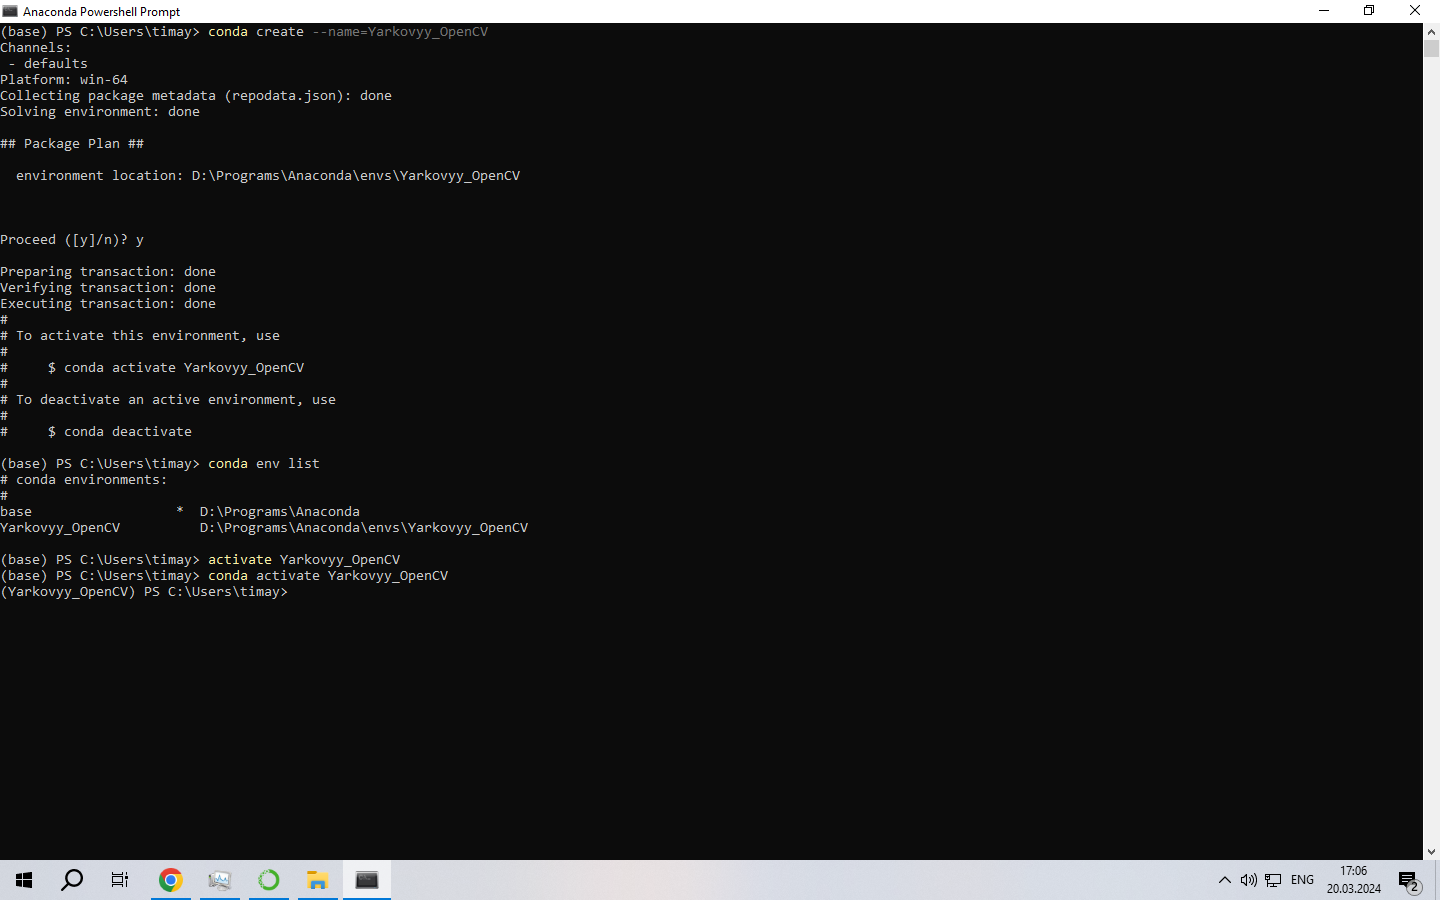 Anaconda Powershell Prompt
(base) PS C:\Users\timay> conda create --name=Yarkovyy_OpenCV
Channels:
 - defaults
Platform: win-64
Collecting package metadata (repodata.json): done
Solving environment: done
## Package Plan ##
  environment location: D:\Programs\Anaconda\envs\Yarkovyy_OpenCV
Proceed ([y]/n)? y
Preparing transaction: done
Verifying transaction: done
Executing transaction: done
#
# To activate this environment, use
#
#     $ conda activate Yarkovyy_OpenCV
#
# To deactivate an active environment, use
#
#     $ conda deactivate
(base) PS C:\Users\timay> conda env list
# conda environments:
#
base                  *  D:\Programs\Anaconda
Yarkovyy_OpenCV          D:\Programs\Anaconda\envs\Yarkovyy_OpenCV
(base) PS C:\Users\timay> activate Yarkovyy_OpenCV
(base) PS C:\Users\timay> conda activate Yarkovyy_OpenCV
(Yarkovyy_OpenCV) PS C:\Users\timay>
ENG
17:06
20.03.2024
2